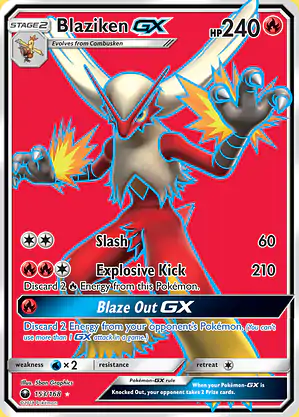 STAGE 2 Blaziken GX HP 240
Evolves from Combusken
Slash 60
Explosive Kick 210
Discard 2 Energy from this Pokémon.
Blaze Out GX
Discard 2 Energy from your opponent's Pokémon. (You can't
use more than 1 GX attack in a game.)
weakness ×2 resistance retreat
Illus. 5ban Graphics
Pokémon-GX rule
When your Pokémon-GX is
Knocked Out, your opponent takes 2 Prize cards.
153/168